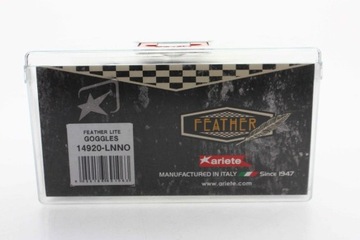 FEATHER LITE
GOGGLES
14920-LNNO
FEATHER
ariete
MANUFACTURED IN ITALY Since 1947
www.ariete.com